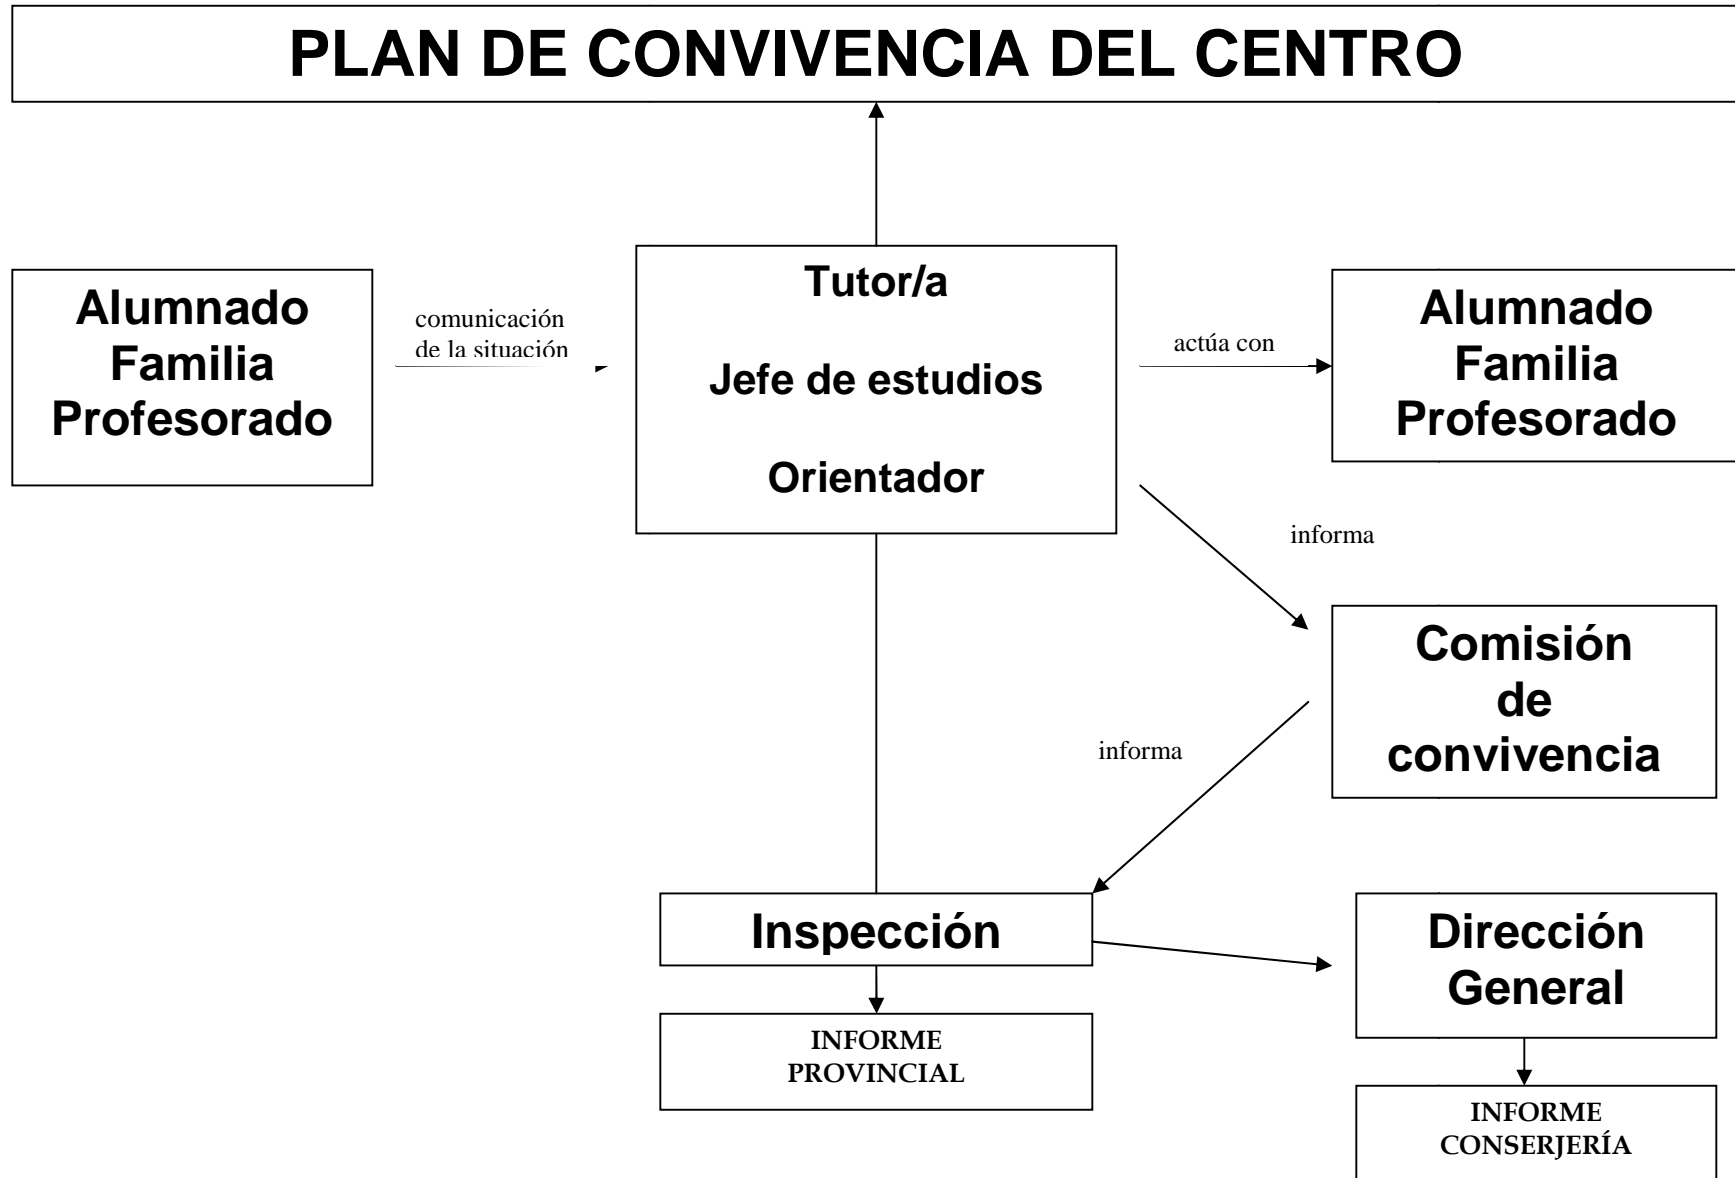 PLAN DE CONVIVENCIA DEL CENTRO
Alumnado
Familia
Profesorado
comunicación
de la situación
Tutor/a
Jefe de estudios
Orientador
actúa con
Alumnado
Familia
Profesorado
informa
Comisión
de
convivencia
informa
Inspección
Dirección
General
INFORME
PROVINCIAL
INFORME
CONSERJERÍA